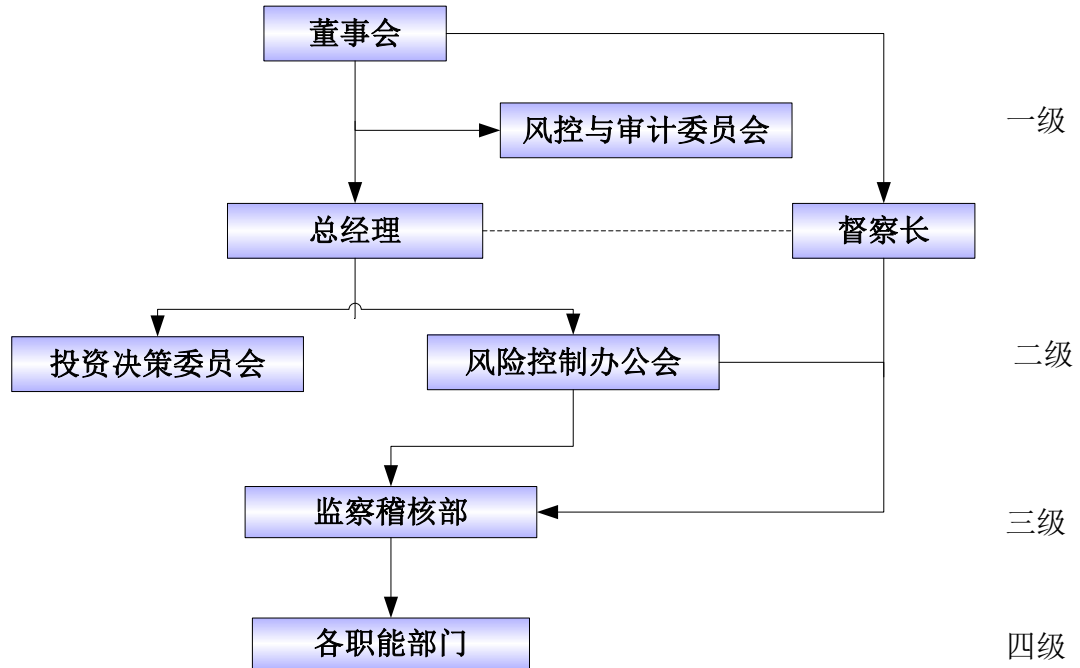 董事会
风控与审计委员会
一级
总经理
督察长
投资决策委员会
风险控制办公会
二级
监察稽核部
三级
各职能部门
四级